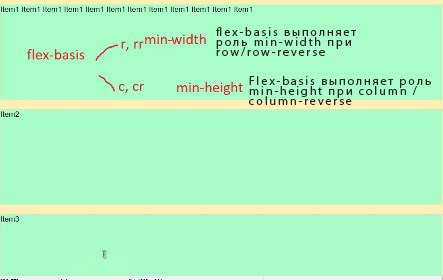 Item1 Item1 Item1 Item1 Item1 Item1 Item1 Item1 Item1 Item1 Item1 Item1
flex-basis
r, rr
min-width
flex-basis выполняет
роль min-width при
row/row-reverse
c, cr
min-height
Flex-basis выполняет роль
min-height при column /
column-reverse
Item2
Item3